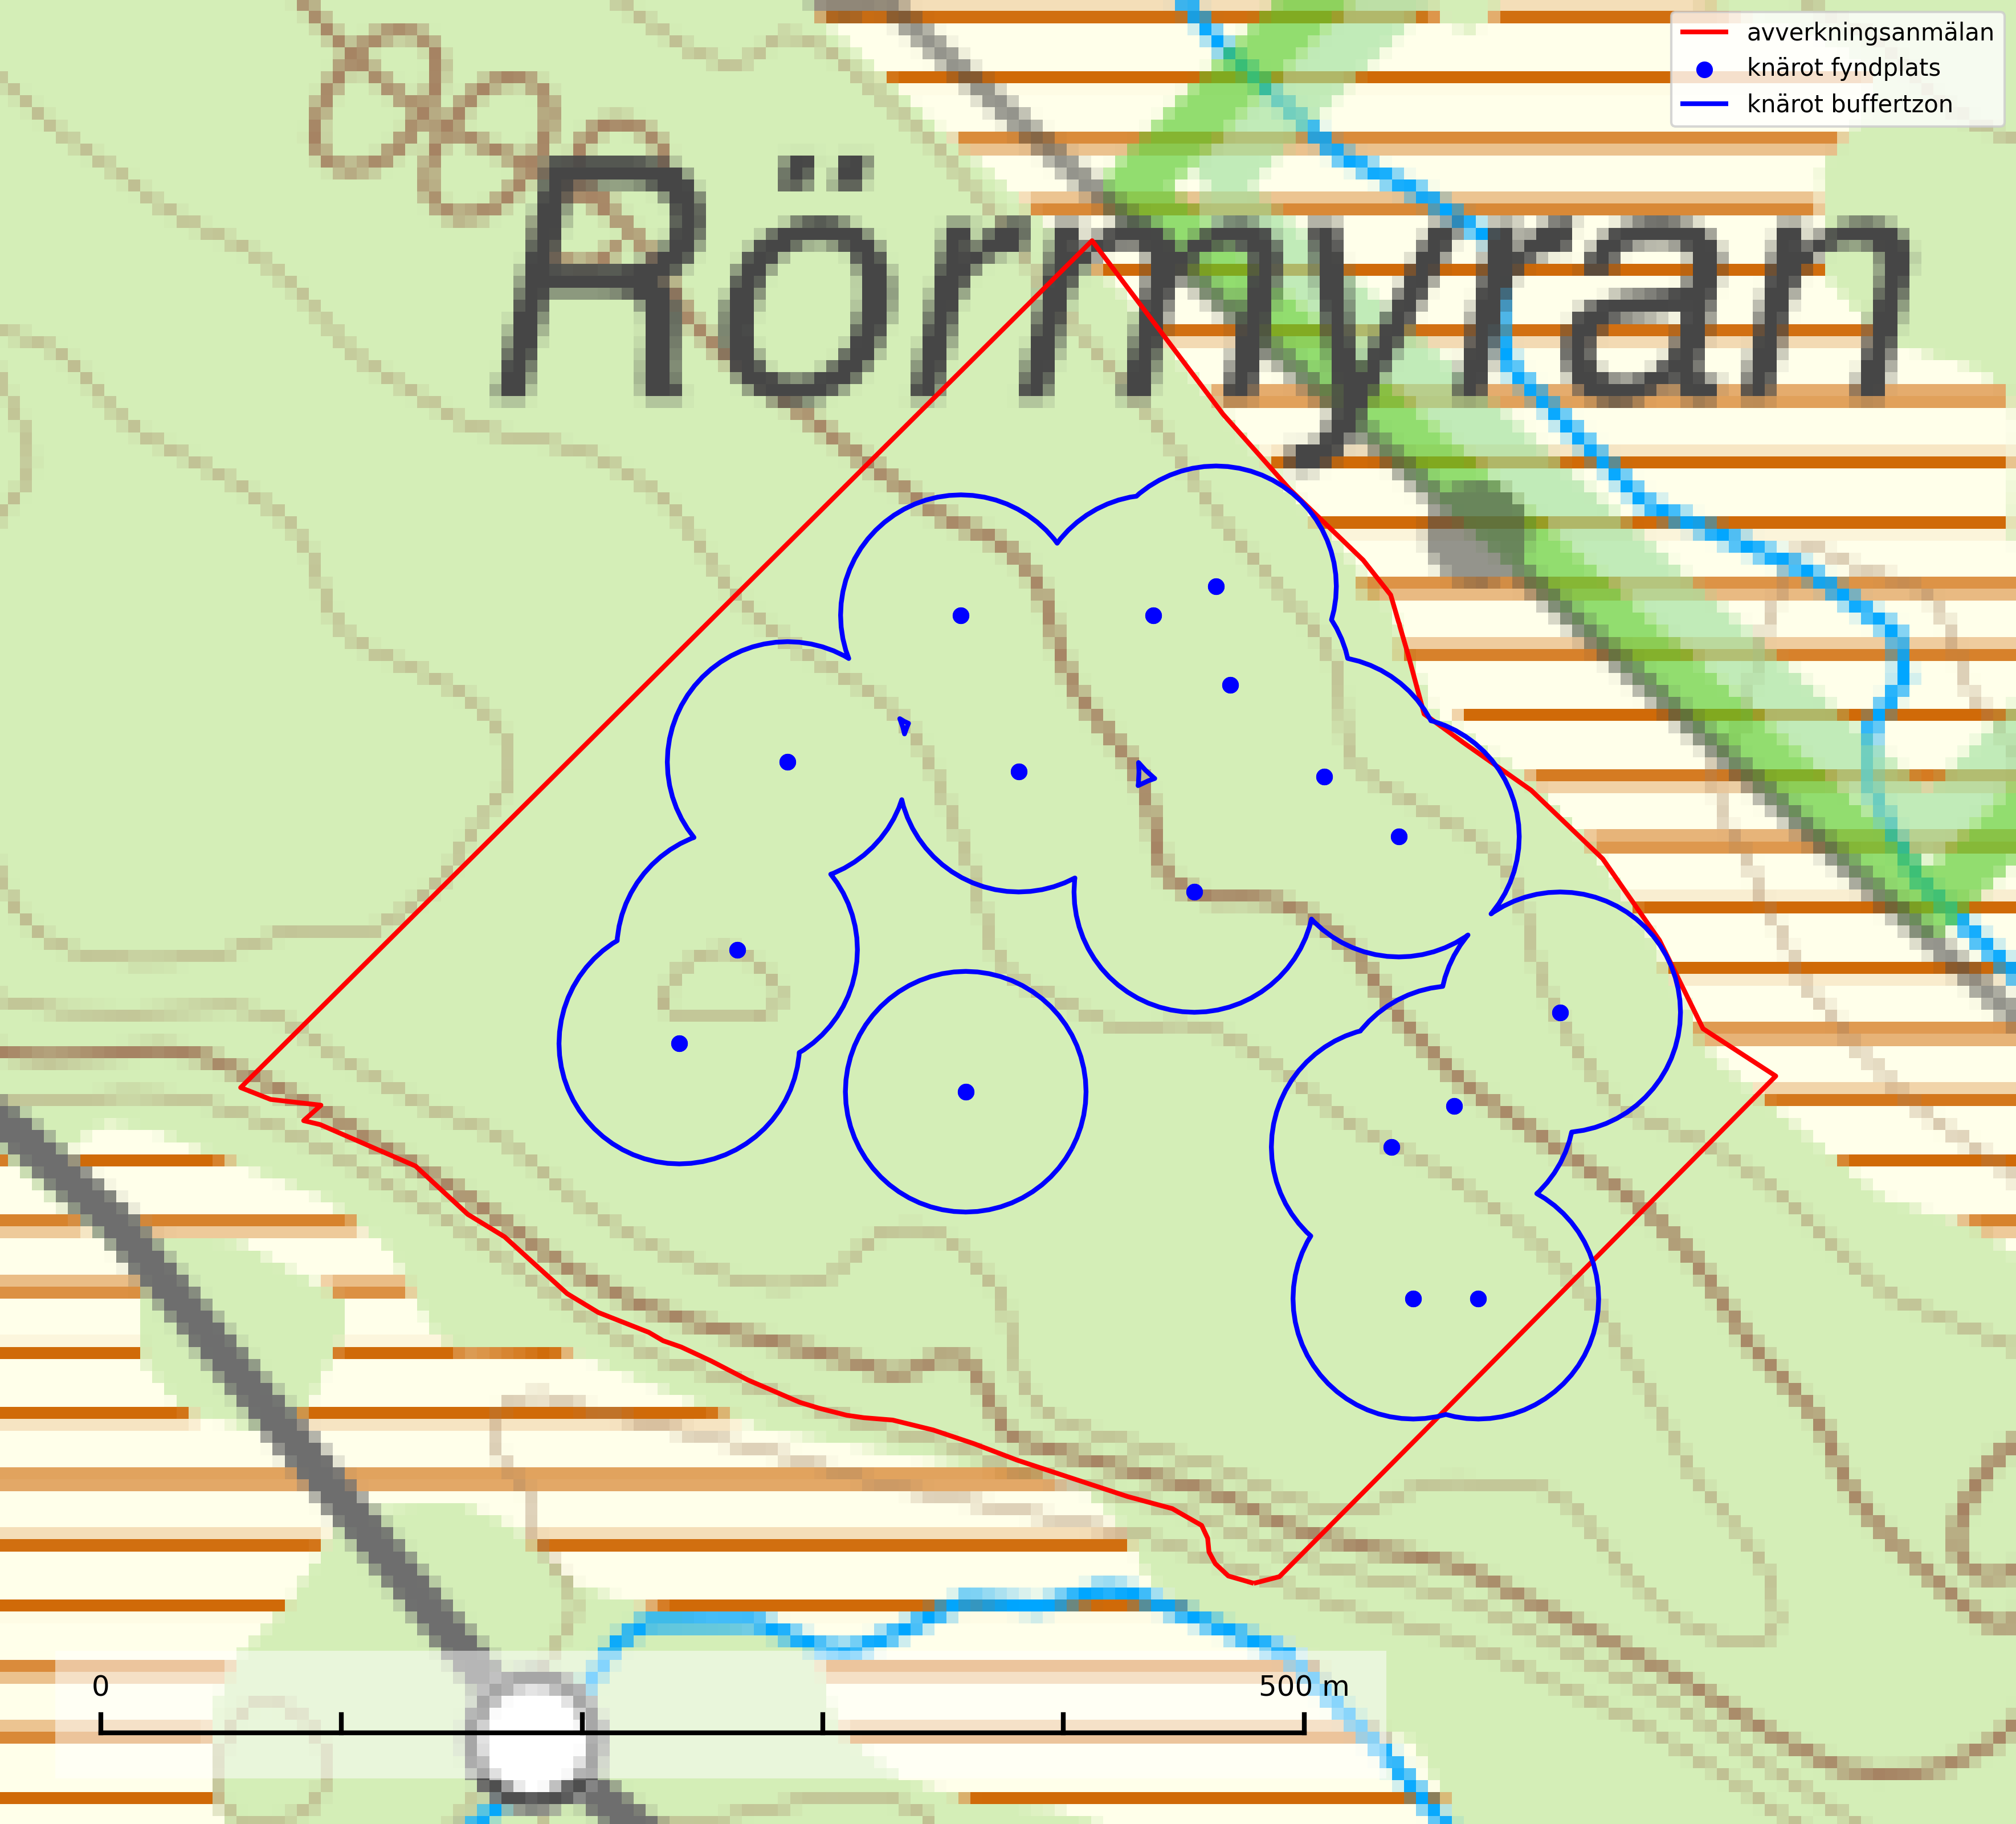 avverkningsanmälan
knärot fyndplats
knärot buffertzon
Römyran
0 500 m